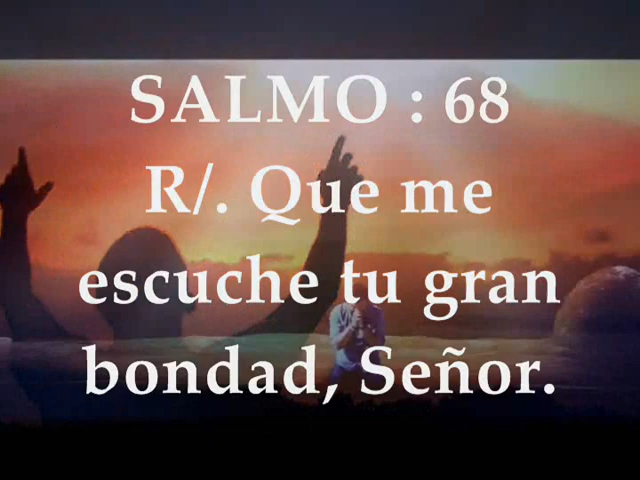 SALMO : 68
R/. Que me
escuche tu gran
bondad, Señor.